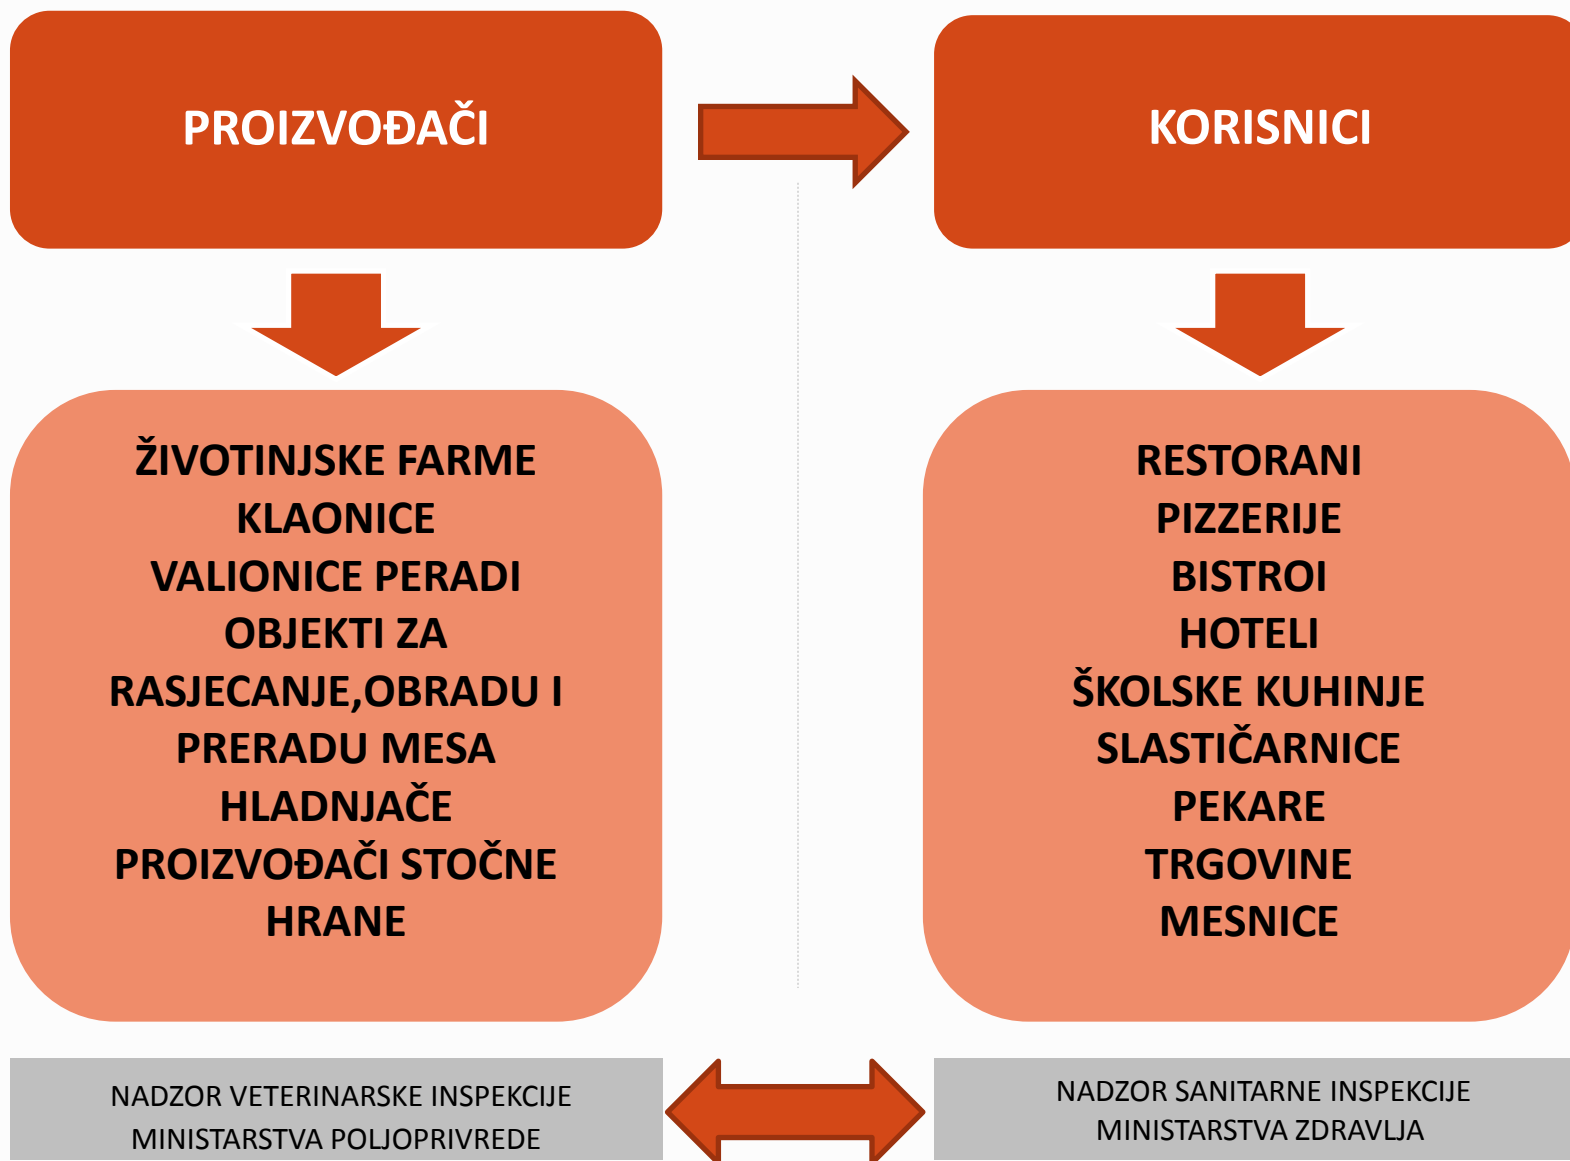 PROIZVOĐAČI
KORISNICI
ŽIVOTINJSKE FARME
KLAONICE
VALIONICE PERADI
OBJEKTI ZA
RASJECANJE,OBRADU I
PRERADU MESA
HLADNJAČE
PROIZVOĐAČI STOČNE
HRANE
RESTORANI
PIZZERIJE
BISTROI
HOTELI
ŠKOLSKE KUHINJE
SLASTIČARNICE
PEKARE
TRGOVINE
MESNICE
NADZOR VETERINARSKE INSPEKCIJE
MINISTARSTVA POLJOPRIVREDE
NADZOR SANITARNE INSPEKCIJE
MINISTARSTVA ZDRAVLJA